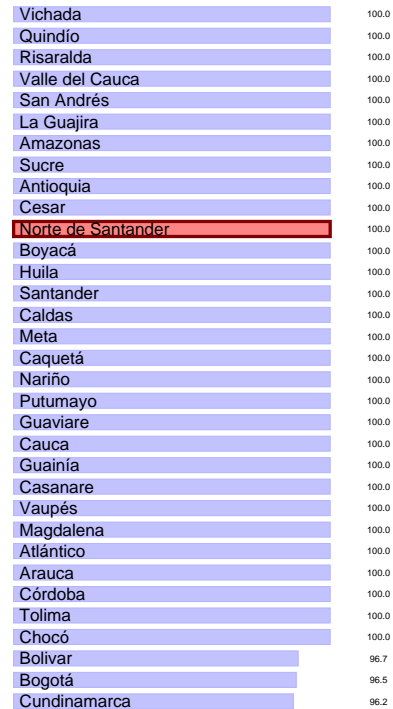 Vichada 100.0
Quindío 100.0
Risaralda 100.0
Valle del Cauca 100.0
San Andrés 100.0
La Guajira 100.0
Amazonas 100.0
Sucre 100.0
Antioquia 100.0
Cesar 100.0
Norte de Santander 100.0
Boyacá 100.0
Huila 100.0
Santander 100.0
Caldas 100.0
Meta 100.0
Caquetá 100.0
Nariño 100.0
Putumayo 100.0
Guaviare 100.0
Cauca 100.0
Guainía 100.0
Casanare 100.0
Vaupés 100.0
Magdalena 100.0
Atlántico 100.0
Arauca 100.0
Córdoba 100.0
Tolima 100.0
Chocó 100.0
Bolivar 96.7
Bogotá 96.5
Cundinamarca 96.2